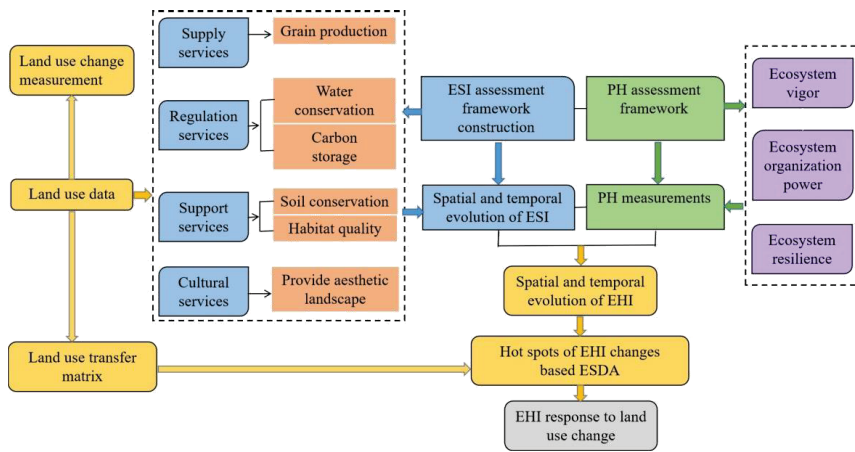 Land use change
measurement
Land use data
Land use transfer
matrix
Supply
services
Grain production
Regulation
services
Water
conservation
Carbon
storage
Support
services
Soil conservation
Habitat quality
Cultural
services
Provide aesthetic
landscape
ESI assessment
framework
construction
PH assessment
framework
Spatial and temporal
evolution of ESI
PH measurements
Ecosystem
vigor
Ecosystem
organization
power
Ecosystem
resilience
Spatial and temporal
evolution of EHI
Hot spots of EHI changes
based ESDA
EHI response to land
use change